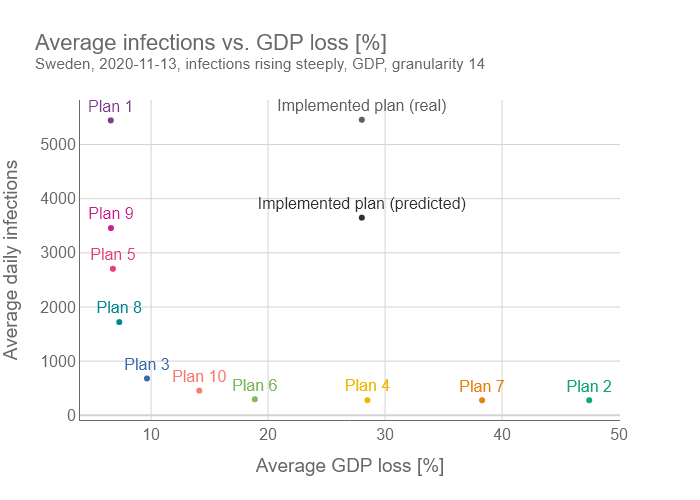 Average infections vs. GDP loss [%]
Sweden, 2020-11-13, infections rising steeply, GDP, granularity 14
Plan 1
Implemented plan (real)
5000
4000
Implemented plan (predicted)
Plan 9
3000
Plan 5
2000
Plan 8
1000
Plan 3
Plan 10
Plan 6
Plan 4
Plan 7
Plan 2
0
10
20
30
40
50
Average GDP loss [%]
Average daily infections